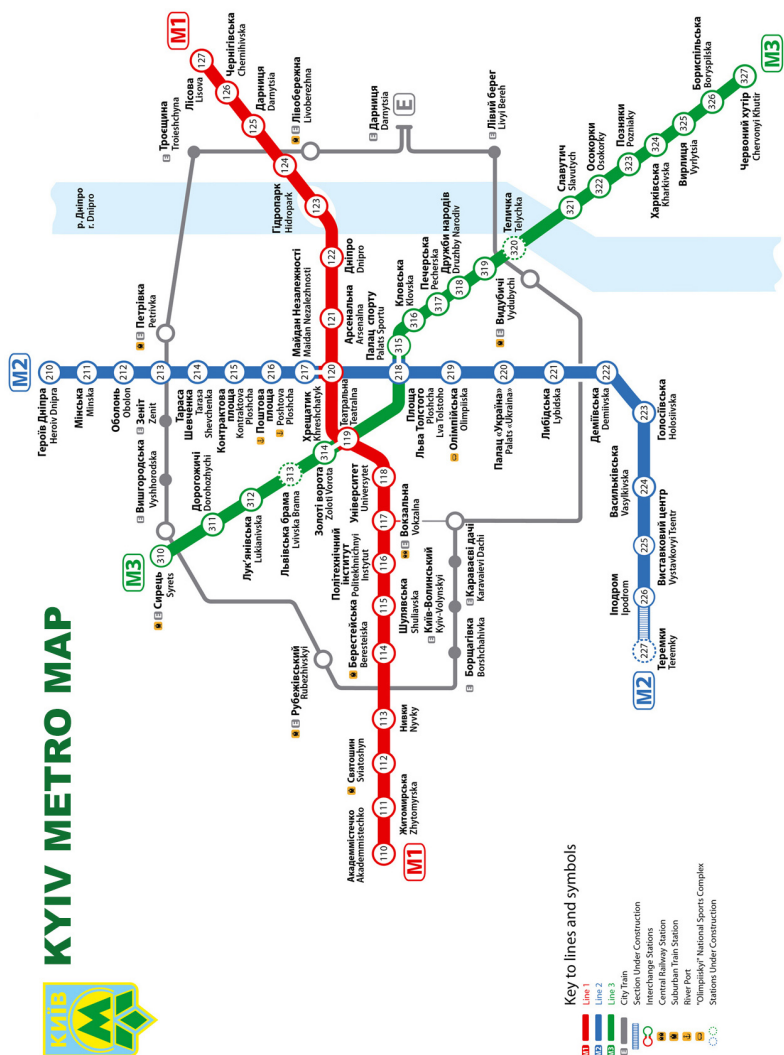 КИЇВ
KYIV METRO MAP
M1
Академмістечко
Akademmistechko
110
Житомирська
Zhytomyrska
111
Святошин
Sviatoshyn
112
Нивки
Nyvky
113
Берестейська
Beresteiska
114
Шулявська
Shuliavska
115
Політехнічний
інститут
Politekhnichnyi
Instytut
116
Вокзальна
Vokzalna
117
Університет
Universytet
118
Театральна
Teatralna
119
Хрещатик
Khreshchatyk
120
Арсенальна
Arsenalna
121
Дніпро
Dnipro
122
Гідропарк
Hidropark
123
124
Лівобережна
Livoberezhna
Дарниця
Darnytsia
125
Чернігівська
Chernihivska
126
Лісова
Lisova
127
M1
M2
Героїв Дніпра
Heroiv Dnipra
210
Мінська
Minska
211
Оболонь
Obolon
212
213
Петрівка
Petrivka
Тараса
Шевченка
Tarasa
Shevchenka
214
Контрактова
площа
Kontraktova
Ploshcha
215
Поштова
площа
Poshtova
Ploshcha
216
Майдан Незалежності
Maidan Nezalezhnosti
217
Площа
Льва Толстого
Ploshcha
Lva Tolstoho
218
Олімпійська
Olimpiiska
219
Палац «Україна»
Palats «Ukraina»
220
Либідська
Lybidska
221
Деміївська
Demiivska
222
Голосіївська
Holosiivska
223
Васильківська
Vasylkivska
224
Виставковий центр
Vystavkovyi Tsentr
225
Іподром
Ipodrom
226
Теремки
Teremky
227
M2
M3
Сирець
Syrets
310
Дорогожичі
Dorohozhychi
311
Лук'янівська
Lukianivska
312
Львівська брама
Lvivska Brama
313
Золоті ворота
Zoloti Vorota
314
Палац спорту
Palats Sportu
315
Кловська
Klovska
316
Печерська
Pecherska
317
Дружби народів
Druzhby Narodiv
318
Видубичі
Vydubychi
319
Теличка
Telychka
320
Славутич
Slavutych
321
Осокорки
Osokorky
322
Позняки
Pozniaky
323
Харківська
Kharkivska
324
Вирлиця
Vyrlytsia
325
Бориспільська
Boryspilska
326
Червоний хутір
Chervonyi Khutir
327
M3
Троєщина
Troieshchyna
Дарниця
Darnytsia
E
Лівий берег
Livyi Bereh
Зеніт
Zenit
Вишгородська
Vyshhorodska
Рубежівський
Rubezhivskyi
Борщагівка
Borshchahivka
Київ-Волинський
Kyiv-Volynskyi
Караваєві дачі
Karavaievi Dachi
р. Дніпро
r. Dnipro
Key to lines and symbols
M1 Line 1
M2 Line 2
M3 Line 3
City Train
Section Under Construction
Interchange Stations
Central Railway Station
Suburban Train Station
River Port
"Olimpiiskyi" National Sports Complex
Stations Under Construction